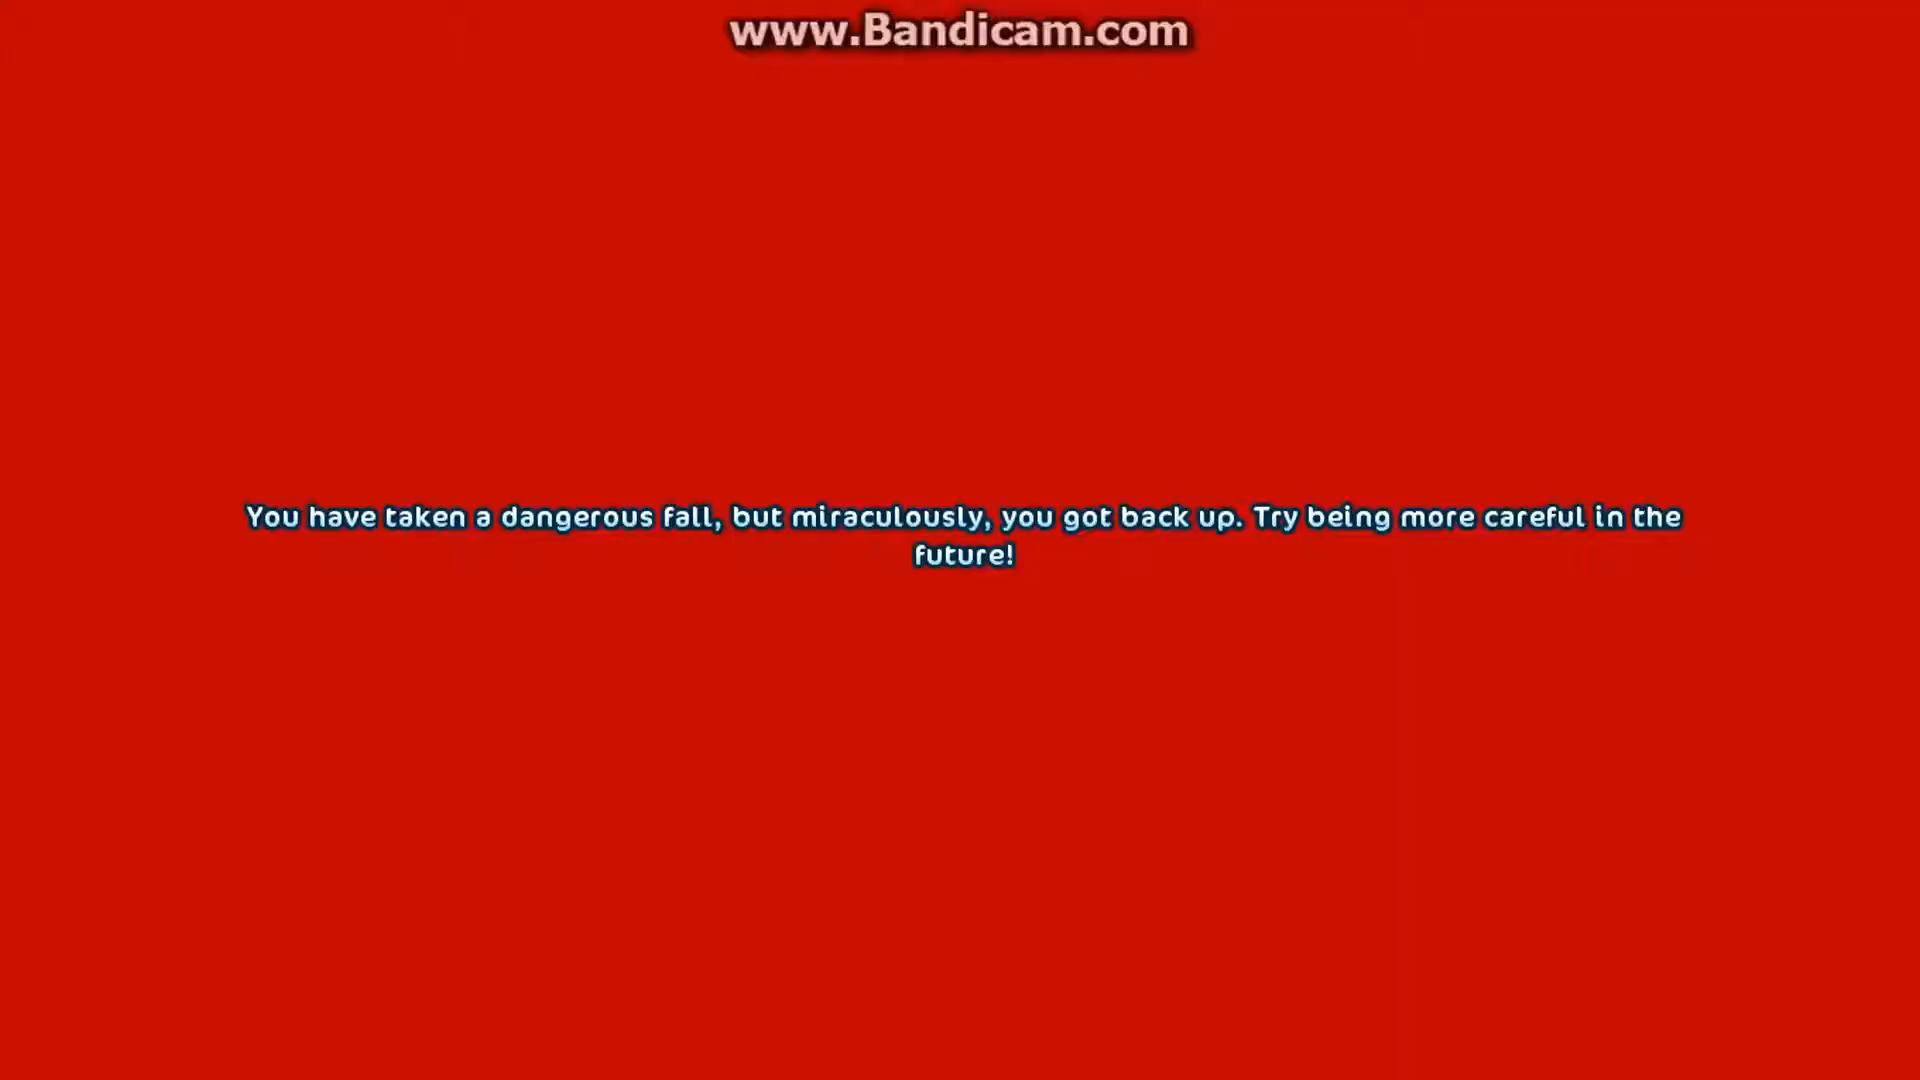 www.Bandicam.com
You have taken a dangerous fall, but miraculously, you got back up. Try being more careful in the
future!